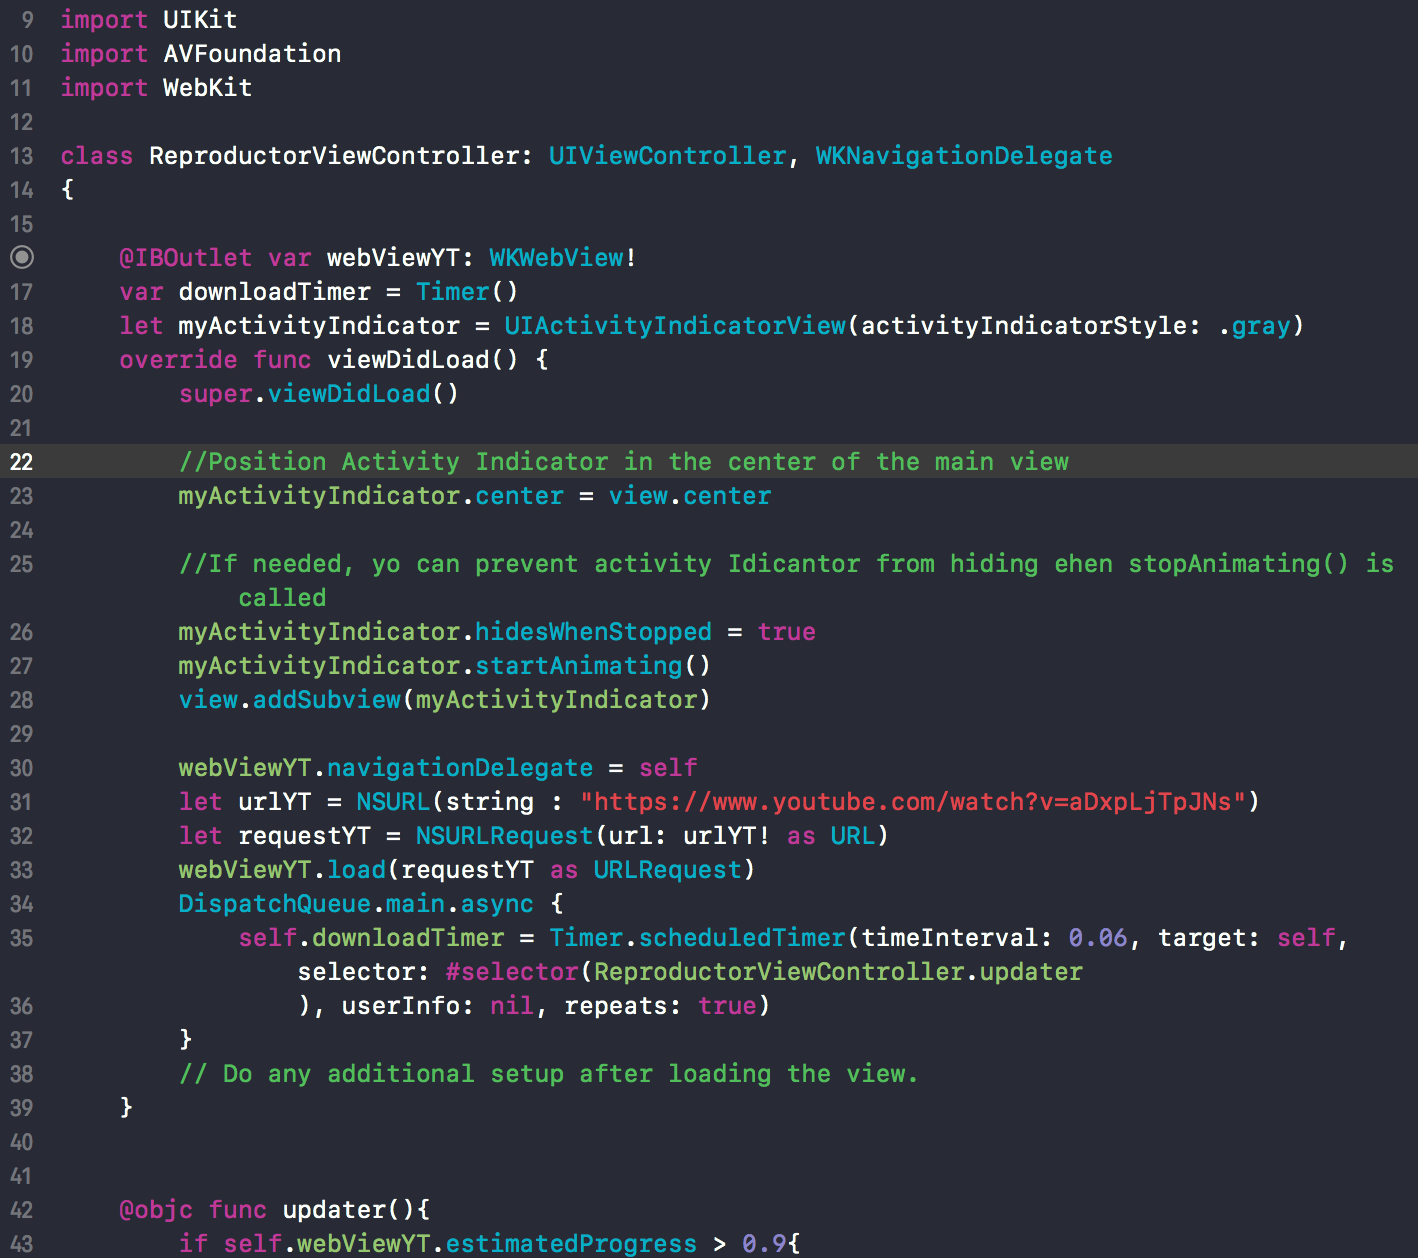 9 import UIKit
10 import AVFoundation
11 import WebKit
12
13 class ReproductorViewController: UIViewController, WKNavigationDelegate
14 {
15
@IBOutlet var webViewYT: WKWebView!
17 var downloadTimer = Timer()
18 let myActivityIndicator = UIActivityIndicatorView(activityIndicatorStyle: .gray)
19 override func viewDidLoad() {
20 super.viewDidLoad()
21
22 //Position Activity Indicator in the center of the main view
23 myActivityIndicator.center = view.center
24
25 //If needed, yo can prevent activity Idicantor from hiding ehen stopAnimating() is
called
26 myActivityIndicator.hidesWhenStopped = true
27 myActivityIndicator.startAnimating()
28 view.addSubview(myActivityIndicator)
29
30 webViewYT.navigationDelegate = self
31 let urlYT = NSURL(string : "https://www.youtube.com/watch?v=aDxpLjTpJNs")
32 let requestYT = NSURLRequest(url: urlYT! as URL)
33 webViewYT.load(requestYT as URLRequest)
34 DispatchQueue.main.async {
35 self.downloadTimer = Timer.scheduledTimer(timeInterval: 0.06, target: self,
selector: #selector(ReproductorViewController.updater
36 ), userInfo: nil, repeats: true)
37 }
38 // Do any additional setup after loading the view.
39 }
40
41
42 @objc func updater(){
43 if self.webViewYT.estimatedProgress > 0.9{